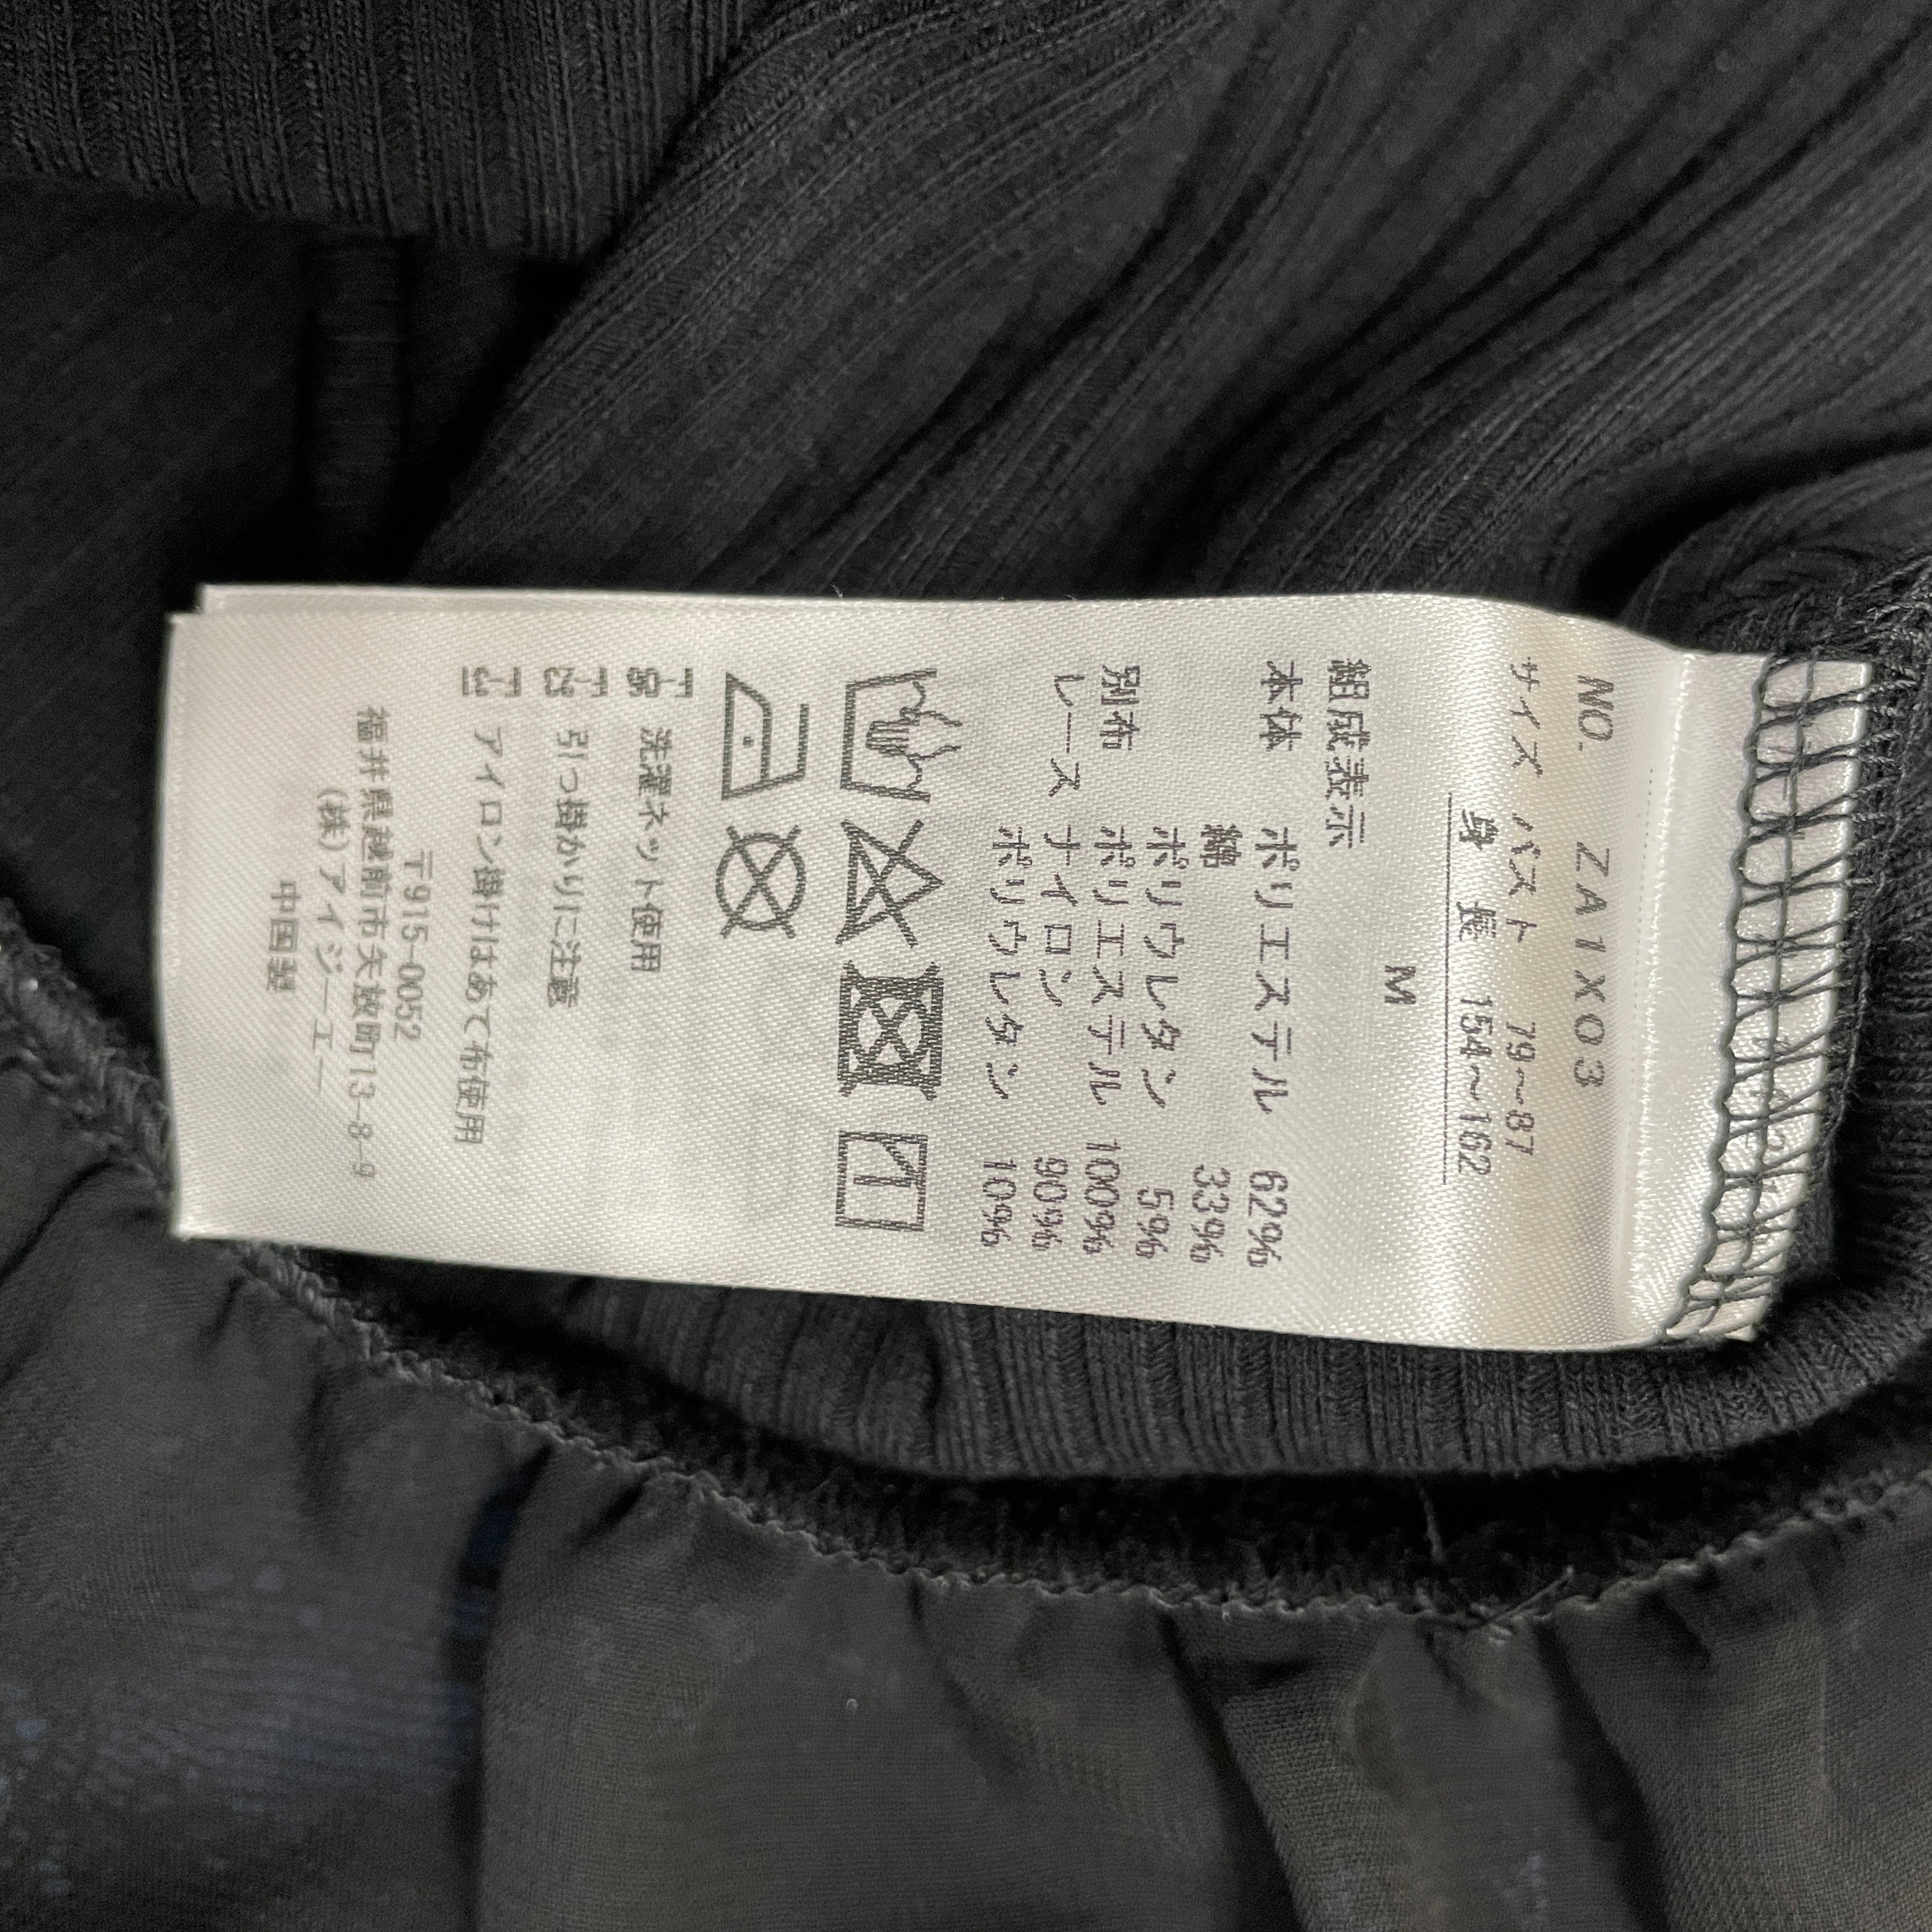 NO. ZA1X03
サイズ バスト 79~87
身長 154~162
M
組成表示
本体 ポリエステル 62%
綿 33%
ポリウレタン 5%
別布 ポリエステル 100%
レース ナイロン 90%
ポリウレタン 10%
洗濯ネット使用
引っ掛かりに注意
アイロン掛けはあて布使用
〒915-0052
福井県越前市矢放町13-8-9
(株)アイジーエー
中国製